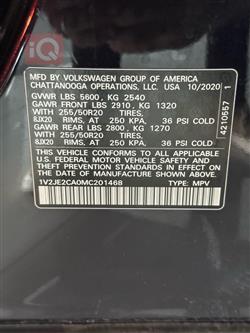 iQ
MFD BY VOLKSWAGEN GROUP OF AMERICA
CHATTANOOGA OPERATIONS, LLC. USA 10/2020
GVWR LBS 5600, KG 2540
GAWR FRONT LBS 2910, KG 1320
WITH 255/50R20 TIRES,
8JX20 RIMS, AT 250 KPA, 36 PSI COLD
GAWR REAR LBS 2800, KG 1270
WITH 255/50R20 TIRES,
8JX20 RIMS, AT 250 KPA, 36 PSI COLD
THIS VEHICLE CONFORMS TO ALL APPLICABLE
FEDERAL MOTOR VEHICLE SAFETY AND
THEFT PREVENTION STANDARDS IN EFFECT
ON THE DATE OF MANUFACTURE SHOWN ABOVE
1V2JE2CA0MC201468 TYPE: MPV
4210557 1